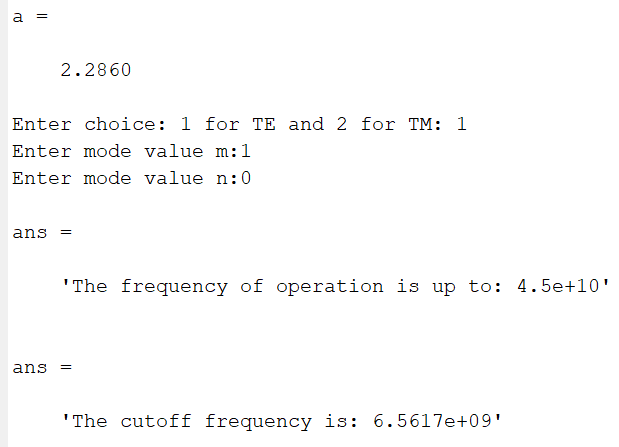 a =
2.2860
Enter choice: 1 for TE and 2 for TM: 1
Enter mode value m:1
Enter mode value n:0
ans =
'The frequency of operation is up to: 4.5e+10'
ans =
'The cutoff frequency is: 6.5617e+09'